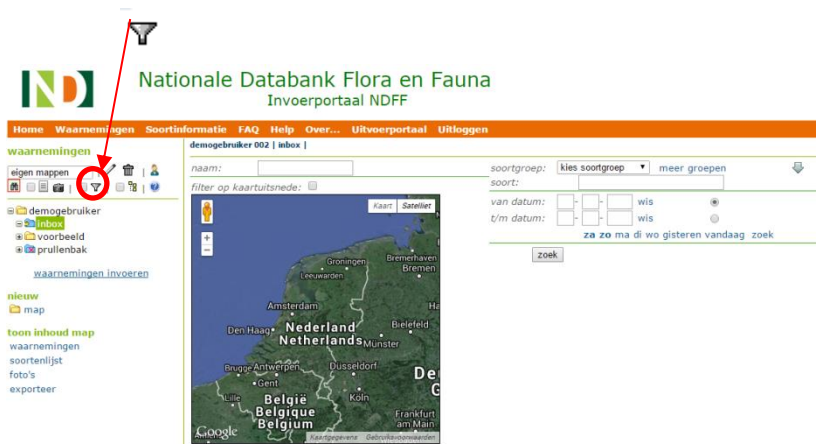 ND
Nationale Databank Flora en Fauna
Invoerportaal NDFF
Home Waarnemingen Soortinformatie FAQ Help Over... Uitvoerportaal Uitloggen
waarnemingen
demogebruiker 002 | inbox |
eigen mappen
naam:
soortgroep: kies soortgroep meer groepen
soort:
filter op kaartuitsnede:
van datum: - - wis
t/m datum: - - wis
za zo ma di wo gisteren vandaag zoek
zoek
demogebruiker
inbox
voorbeeld
prullenbak
waarnemingen invoeren
nieuw
map
toon inhoud map
waarnemingen
soortenlijst
foto's
exporteer
Kaart Satelliet
Groningen
Bremerhaven
Bremen
Leeuwarden
Amsterdam
Ha
Den Haag
Nederland
Netherlands
Bielefeld
Münster
Brugge
Antwerpen
Düsseldorf
De
Gent
G
Lille
België
Belgique
Belgium
Köln
Frankfurt
am Main
Google
Kaartgegevens Gebruiksvoorwaarden